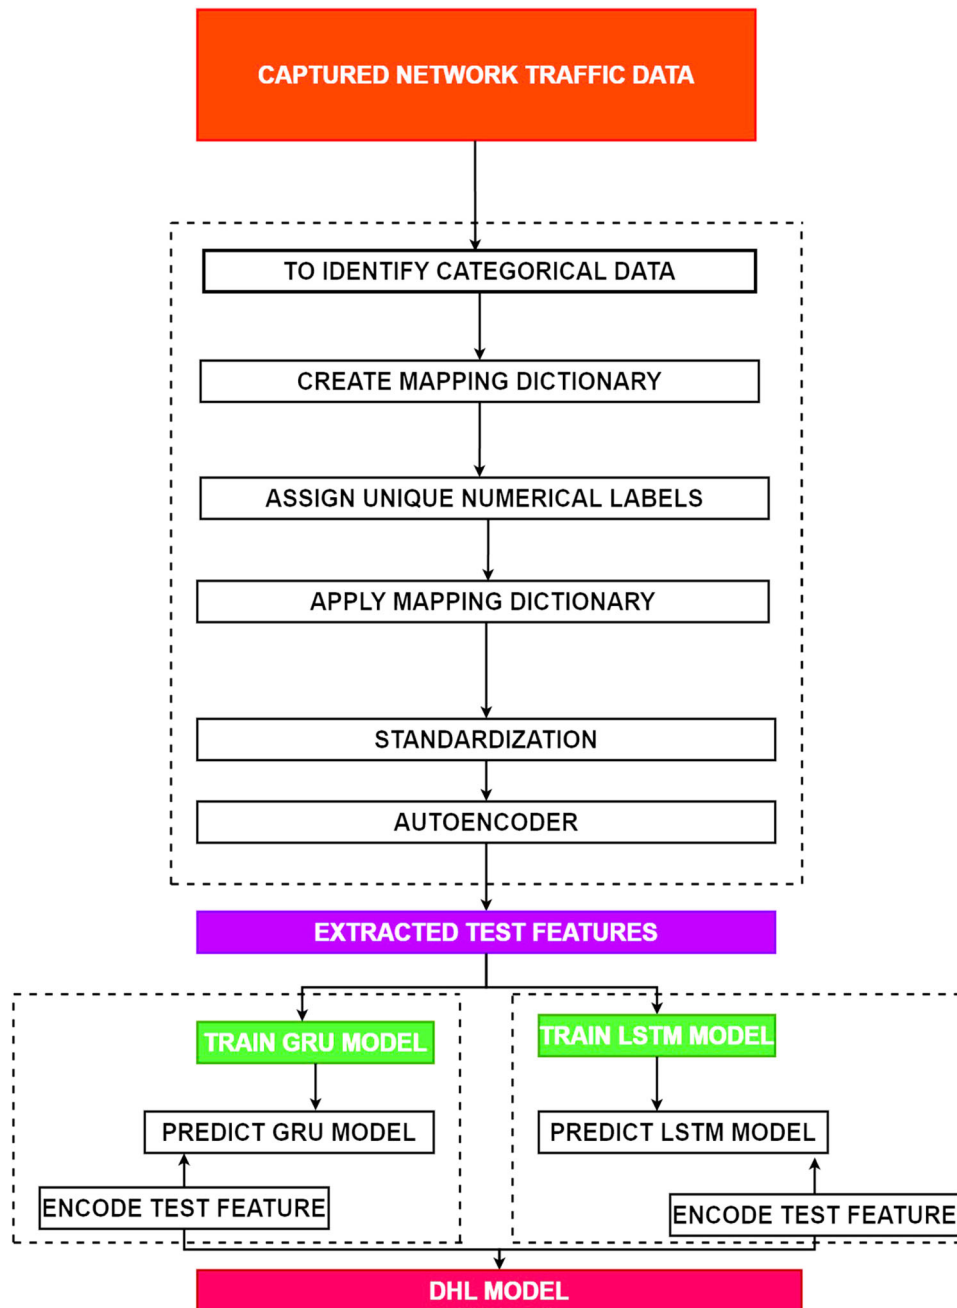 CAPTURED NETWORK TRAFFIC DATA
TO IDENTIFY CATEGORICAL DATA
CREATE MAPPING DICTIONARY
ASSIGN UNIQUE NUMERICAL LABELS
APPLY MAPPING DICTIONARY
STANDARDIZATION
AUTOENCODER
EXTRACTED TEST FEATURES
TRAIN GRU MODEL
PREDICT GRU MODEL
ENCODE TEST FEATURE
TRAIN LSTM MODEL
PREDICT LSTM MODEL
ENCODE TEST FEATURE
DHL MODEL